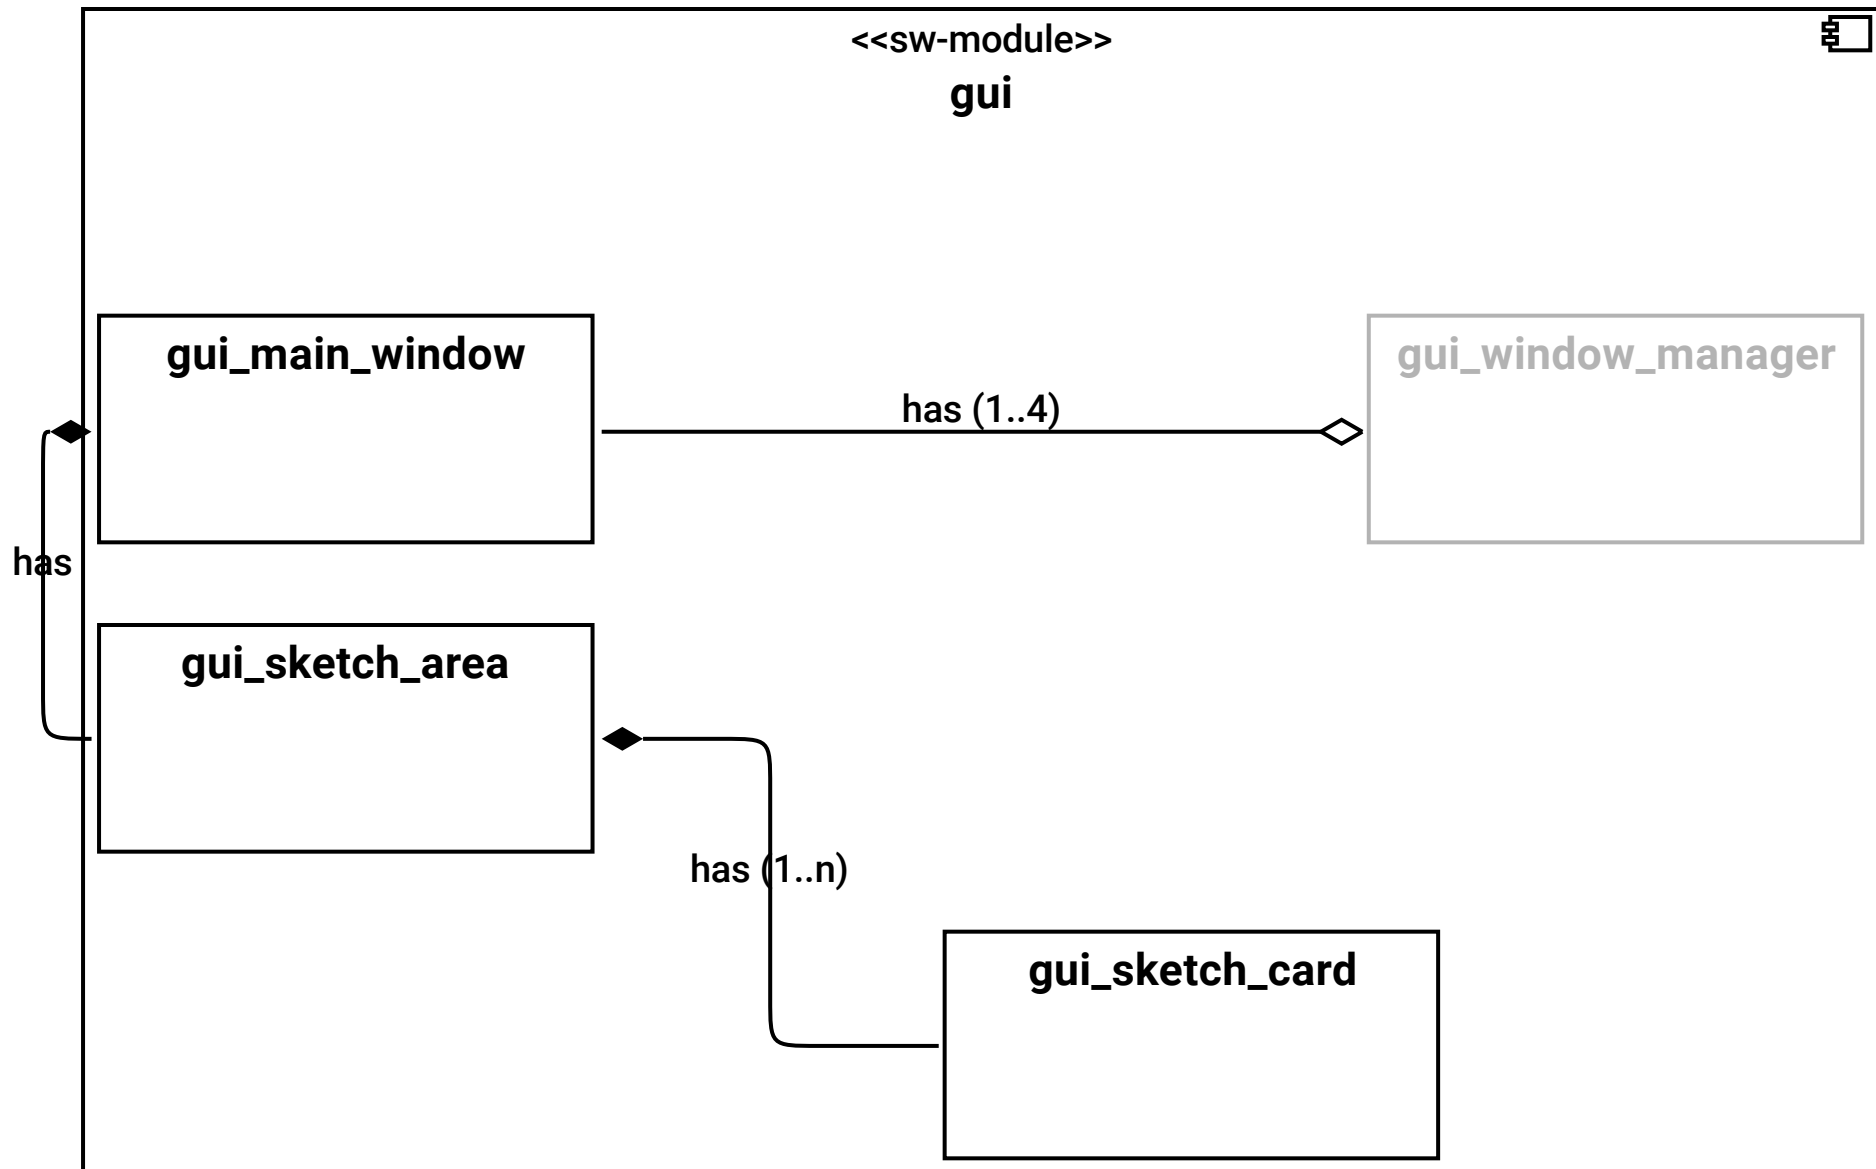 <<sw-module>>
gui
gui_main_window
gui_window_manager
has (1..4)
has
gui_sketch_area
has (1..n)
gui_sketch_card